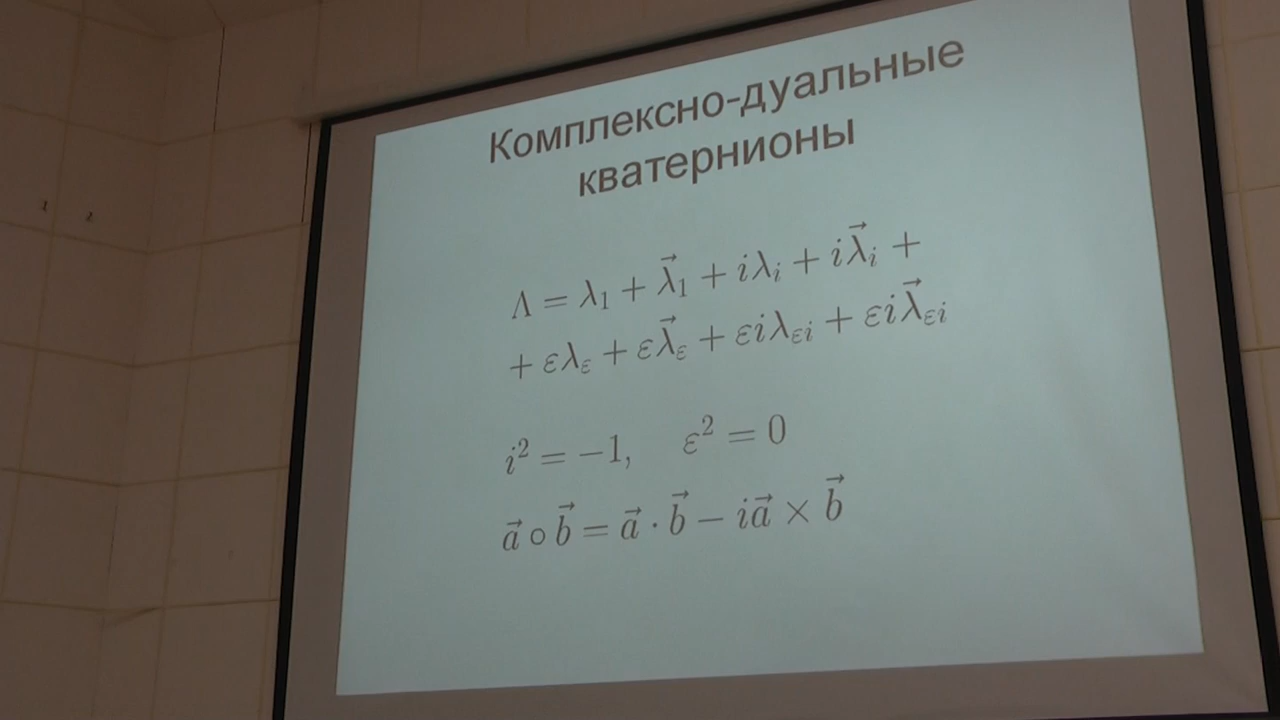 Комплексно-дуальные
кватернионы
Λ = λ₁ + λ⃗₁ + iλᵢ + iλ⃗ᵢ +
+ ελ_ε + ελ⃗_ε + εiλ_εi + εiλ⃗_εi
i² = −1, ε² = 0
a⃗ ∘ b⃗ = a⃗ · b⃗ − ia⃗ × b⃗